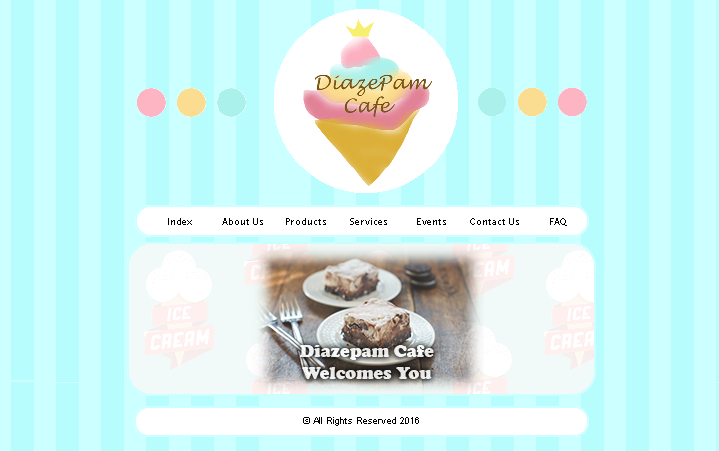 DiazePam
Cafe
Index About Us Products Services Events Contact Us FAQ
ICE
CREAM
ICE
CREAM
ICE
CREAM
Diazepam Cafe
Welcomes You
© All Rights Reserved 2016